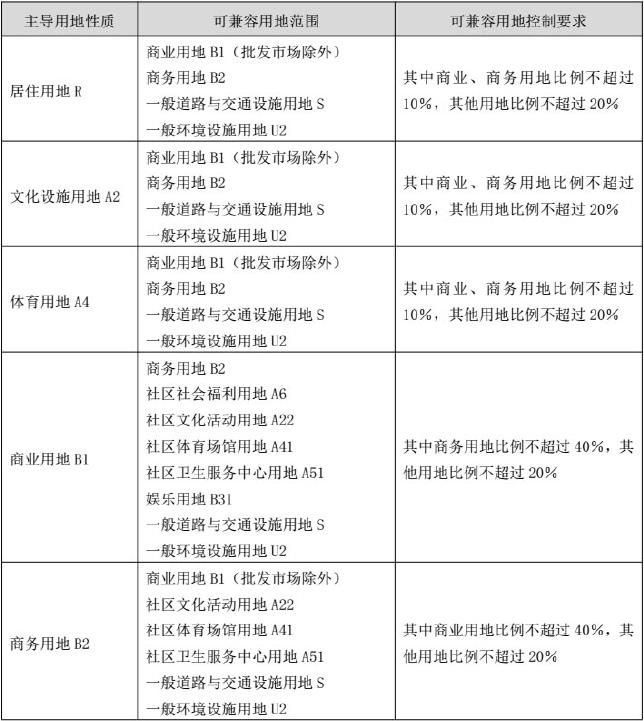 主导用地性质
可兼容用地范围
可兼容用地控制要求
居住用地 R
商业用地 B1（批发市场除外）
商务用地 B2
一般道路与交通设施用地 S
一般环境设施用地 U2
其中商业、商务用地比例不超过
10%，其他用地比例不超过 20%
文化设施用地 A2
商业用地 B1（批发市场除外）
商务用地 B2
一般道路与交通设施用地 S
一般环境设施用地 U2
其中商业、商务用地比例不超过
10%，其他用地比例不超过 20%
体育用地 A4
商业用地 B1（批发市场除外）
商务用地 B2
一般道路与交通设施用地 S
一般环境设施用地 U2
其中商业、商务用地比例不超过
10%，其他用地比例不超过 20%
商业用地 B1
商务用地 B2
社区社会福利用地 A6
社区文化活动用地 A22
社区体育场馆用地 A41
社区卫生服务中心用地 A51
娱乐用地 B31
一般道路与交通设施用地 S
一般环境设施用地 U2
其中商务用地比例不超过 40%，其
他用地比例不超过 20%
商务用地 B2
商业用地 B1（批发市场除外）
社区文化活动用地 A22
社区体育场馆用地 A41
社区卫生服务中心用地 A51
一般道路与交通设施用地 S
一般环境设施用地 U2
其中商业用地比例不超过 40%，其
他用地比例不超过 20%